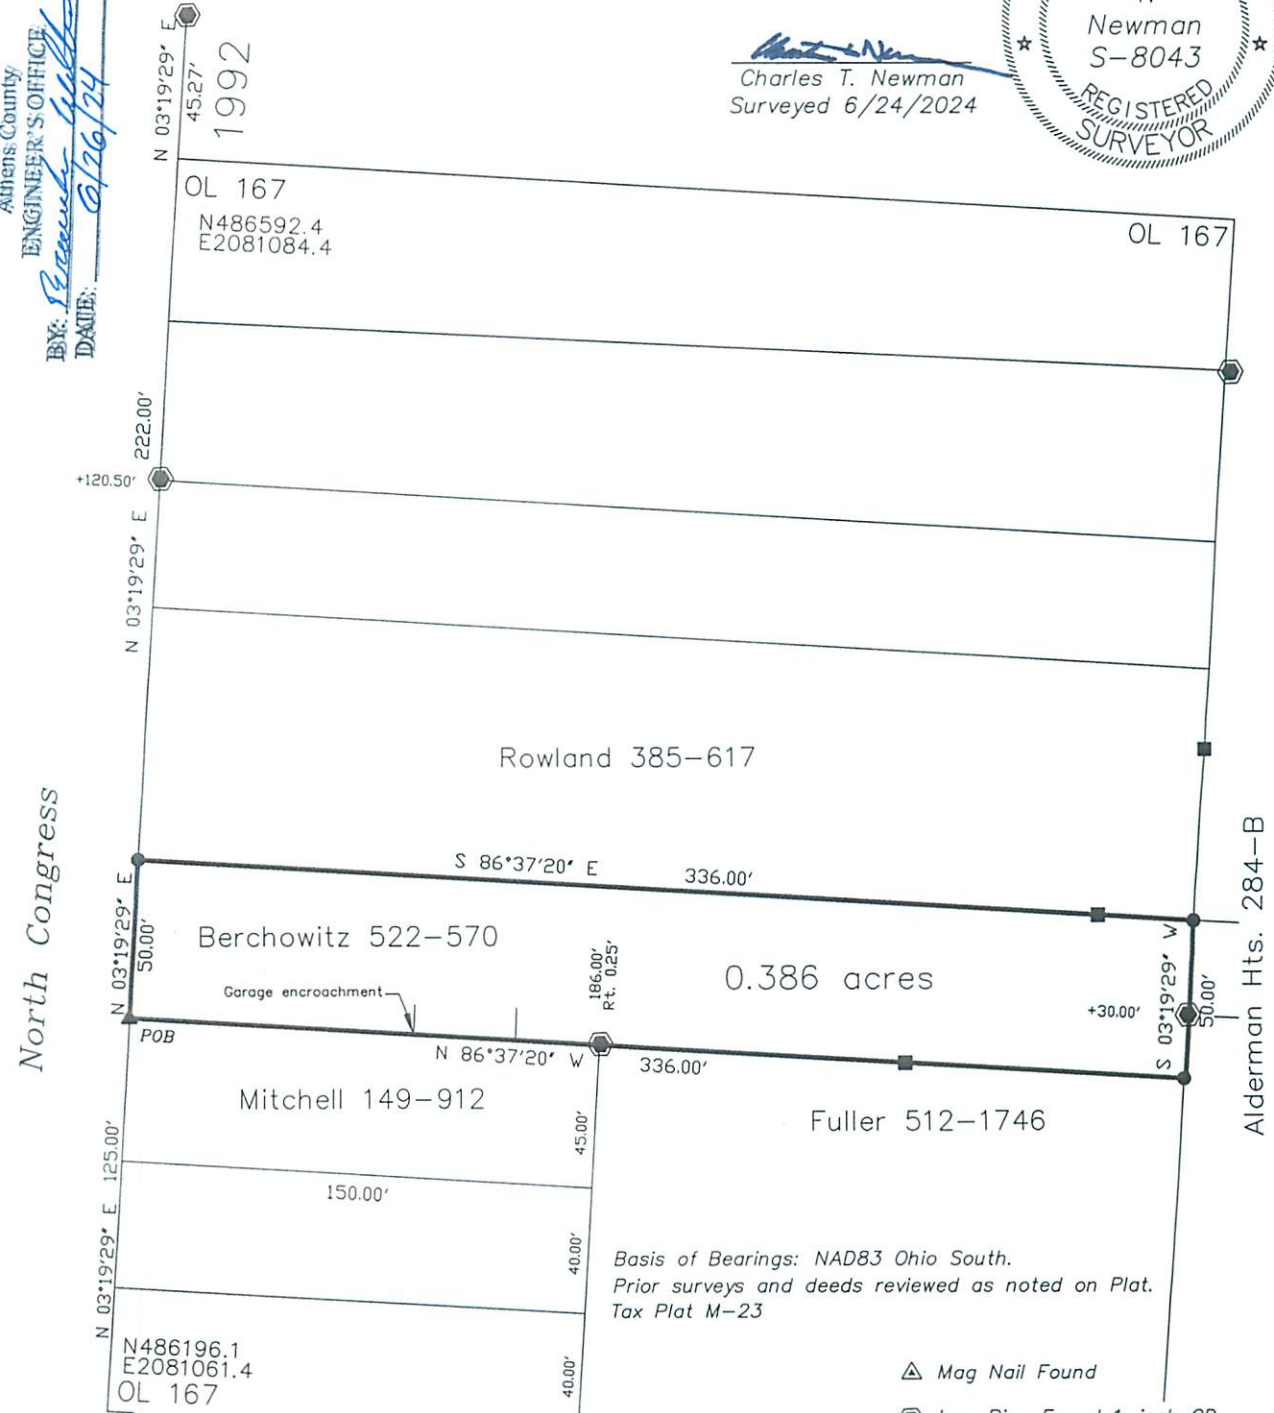 Athens County
ENGINEER'S OFFICE
BY:
DATE: 6/26/24
N 03°19'29" E
45.27'
1992
Charles T. Newman
Surveyed 6/24/2024
Newman
S-8043
REGISTERED
SURVEYOR
OL 167
N486592.4
E2081084.4
OL 167
222.00'
+120.50'
N 03°19'29" E
Rowland 385-617
North Congress
S 86°37'20" E 336.00'
N 03°19'29" E
50.00'
Berchowitz 522-570
186.00'
Rt. 0.25'
0.386 acres
Garage encroachment
+30.00'
S 03°19'29" W
50.00'
Alderman Hts. 284-B
POB
N 86°37'20" W 336.00'
Mitchell 149-912
Fuller 512-1746
45.00'
N 03°19'29" E 125.00'
150.00'
40.00'
Basis of Bearings: NAD83 Ohio South.
Prior surveys and deeds reviewed as noted on Plat.
Tax Plat M-23
N486196.1
E2081061.4
OL 167
40.00'
Mag Nail Found